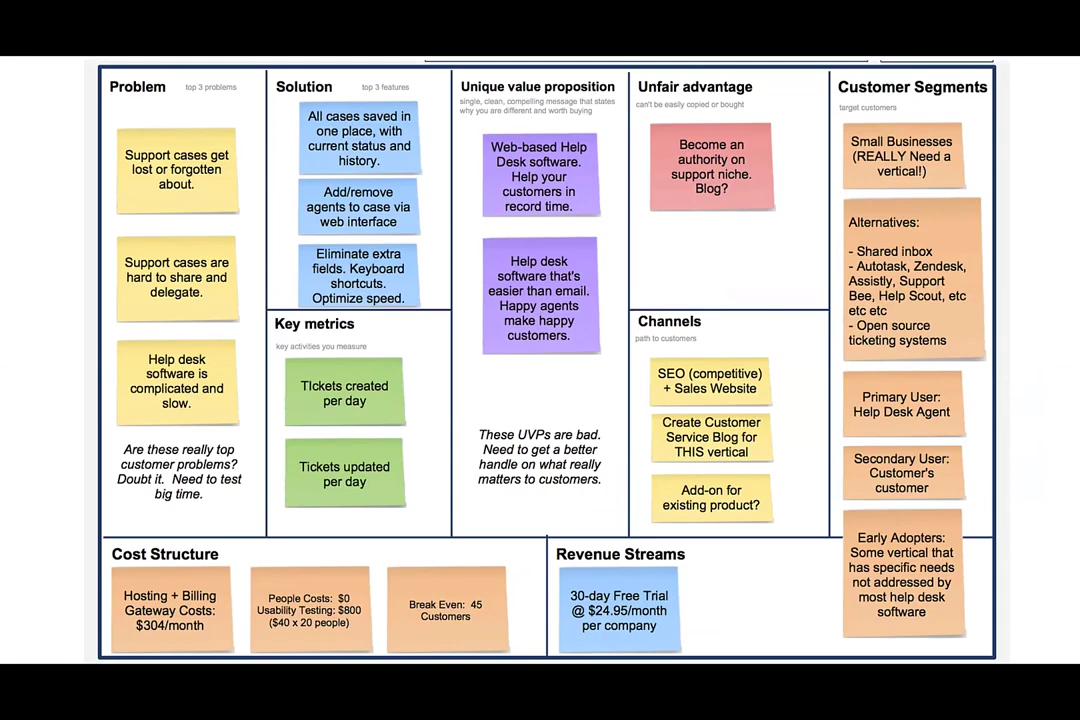 Problem
top 3 problems
Support cases get
lost or forgotten
about.
Support cases are
hard to share and
delegate.
Help desk
software is
complicated and
slow.
Are these really top
customer problems?
Doubt it. Need to test
big time.
Solution
top 3 features
All cases saved in
one place, with
current status and
history.
Add/remove
agents to case via
web interface
Eliminate extra
fields. Keyboard
shortcuts.
Optimize speed.
Key metrics
key activities you measure
TIckets created
per day
Tickets updated
per day
Unique value proposition
single, clean, compelling message that states
why you are different and worth buying
Web-based Help
Desk software.
Help your
customers in
record time.
Help desk
software that's
easier than email.
Happy agents
make happy
customers.
These UVPs are bad.
Need to get a better
handle on what really
matters to customers.
Unfair advantage
can't be easily copied or bought
Become an
authority on
support niche.
Blog?
Channels
path to customers
SEO (competitive)
+ Sales Website
Create Customer
Service Blog for
THIS vertical
Add-on for
existing product?
Customer Segments
target customers
Small Businesses
(REALLY Need a
vertical!)
Alternatives:
- Shared inbox
- Autotask, Zendesk,
Assistly, Support
Bee, Help Scout, etc
etc etc
- Open source
ticketing systems
Primary User:
Help Desk Agent
Secondary User:
Customer's
customer
Early Adopters:
Some vertical that
has specific needs
not addressed by
most help desk
software
Cost Structure
Hosting + Billing
Gateway Costs:
$304/month
People Costs: $0
Usability Testing: $800
($40 x 20 people)
Break Even: 45
Customers
Revenue Streams
30-day Free Trial
@ $24.95/month
per company